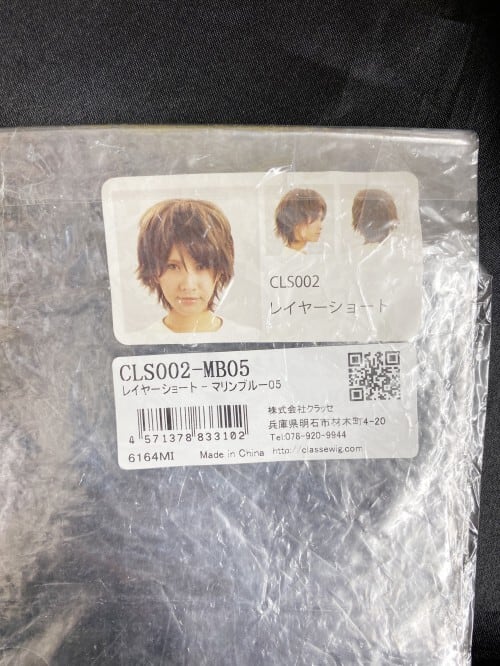 CLS002
レイヤーショート
CLS002-MB05
レイヤーショート - マリンブルー05
4 571378 833102
株式会社クラッセ
兵庫県明石市材木町4-20
Tel:078-920-9944
6164MI Made in China http://classewig.com/